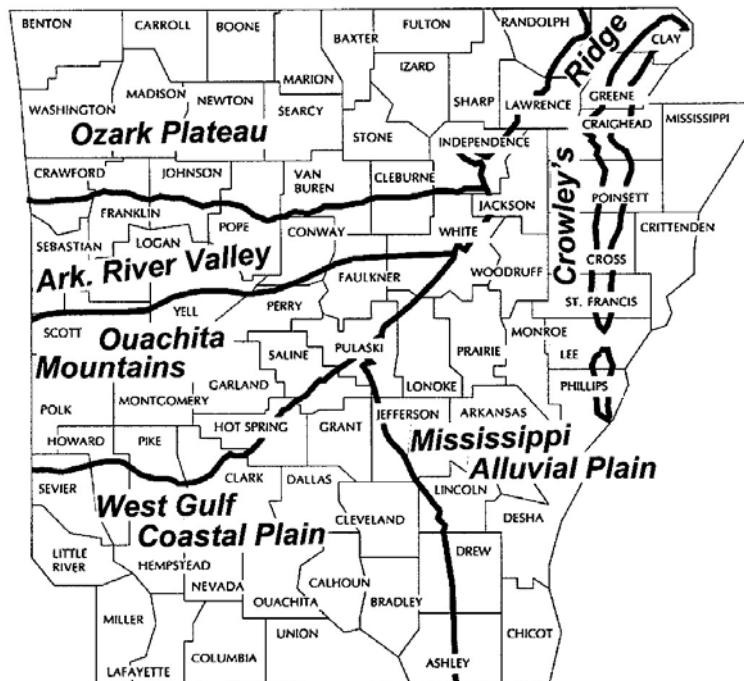 BENTON
CARROLL
BOONE
FULTON
RANDOLPH
BAXTER
CLAY
IZARD
MARION
Ridge
MADISON
NEWTON
SHARP
LAWRENCE
GREENE
WASHINGTON
SEARCY
MISSISSIPPI
CRAIGHEAD
Ozark Plateau
STONE
INDEPENDENCE
CRAWFORD
JOHNSON
VAN
BUREN
CLEBURNE
Crowley's
JACKSON
POINSETT
FRANKLIN
POPE
CONWAY
WHITE
CRITTENDEN
SEBASTIAN
LOGAN
Ark. River Valley
CROSS
FAULKNER
WOODRUFF
YELL
PERRY
ST. FRANCIS
SCOTT
Ouachita
Mountains
SALINE
PULASKI
PRAIRIE
MONROE
LEE
GARLAND
LONOKE
PHILLIPS
POLK
MONTGOMERY
HOT SPRING
GRANT
JEFFERSON
ARKANSAS
HOWARD
PIKE
Mississippi
Alluvial Plain
SEVIER
CLARK
DALLAS
LINCOLN
West Gulf
Coastal Plain
CLEVELAND
DESHA
LITTLE
RIVER
HEMPSTEAD
DREW
NEVADA
CALHOUN
OUACHITA
BRADLEY
MILLER
UNION
CHICOT
LAFAYETTE
COLUMBIA
ASHLEY